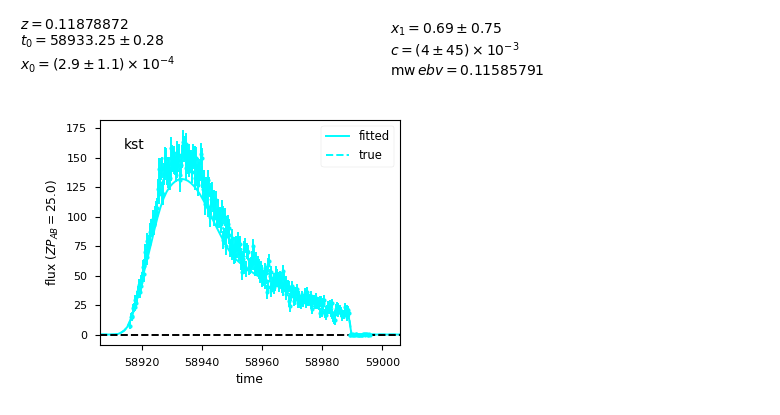 z = 0.11878872
t₀ = 58933.25 ± 0.28
x₀ = (2.9 ± 1.1) × 10⁻⁴
x₁ = 0.69 ± 0.75
c = (4 ± 45) × 10⁻³
mw ebv = 0.11585791
kst
fitted
true
175
150
125
100
75
50
25
0
flux (ZP_AB = 25.0)
58920 58940 58960 58980 59000
time